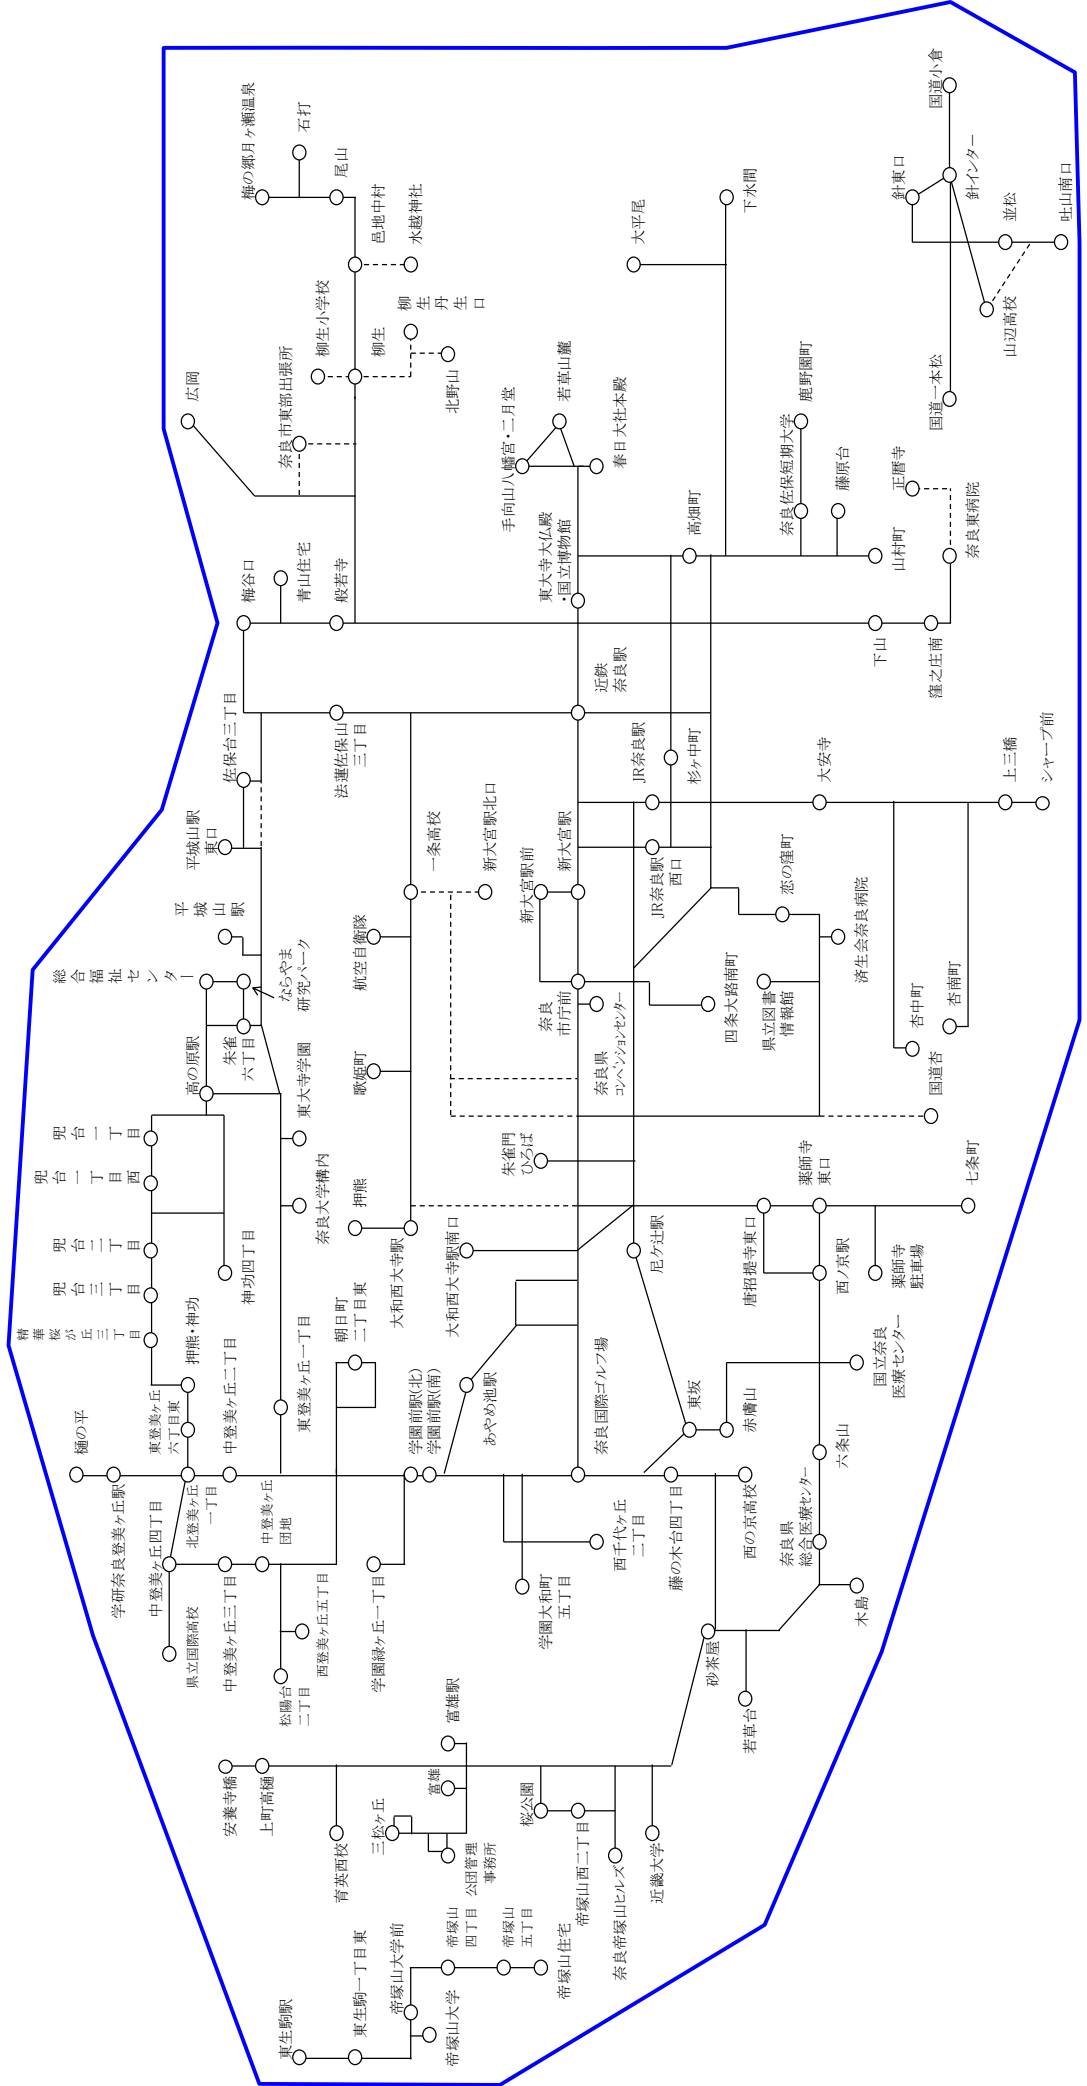 梅の郷月ヶ瀬温泉
石打
尾山
邑地中村
水越神社
柳生小学校
柳生
柳生丹生口
北野山
奈良市東部出張所
広岡
国道小倉
針インター
針東口
並松
吐山南口
山辺高校
国道一本松
下水間
大平尾
鹿野園町
奈良佐保短期大学
藤原台
正暦寺
奈良東病院
山村町
高畑町
若草山麓
手向山八幡宮・二月堂
春日大社本殿
東大寺大仏殿
・国立博物館
梅谷口
青山住宅
般若寺
下山
窪之庄南
近鉄
奈良駅
佐保台三丁目
法蓮佐保山
三丁目
平城山駅
東口
平城山駅
JR奈良駅
杉ヶ中町
大安寺
上三橋
シャープ前
JR奈良駅
西口
一条高校
新大宮駅北口
新大宮駅前
新大宮駅
恋の窪町
済生会奈良病院
航空自衛隊
総合福祉センター
ならやま
研究パーク
朱雀
六丁目
高の原駅
奈良
市庁前
奈良県
コンベンションセンター
四条大路南町
県立図書
情報館
杏中町
杏南町
国道杏
歌姫町
東大寺学園
奈良大学構内
押熊
朱雀門
ひろば
薬師寺
東口
七条町
兜台一丁目
兜台一丁目西
兜台二丁目
兜台三丁目
精華桜が丘三丁目
神功四丁目
押熊・神功
大和西大寺駅
大和西大寺駅南口
尼ケ辻駅
唐招提寺東口
西ノ京駅
薬師寺
駐車場
国立奈良
医療センター
朝日町
二丁目東
東登美ヶ丘一丁目
学園前駅(北)
学園前駅(南)
あやめ池駅
奈良国際ゴルフ場
東坂
赤膚山
六条山
樋の平
東登美ヶ丘
六丁目東
中登美ヶ丘二丁目
学研奈良登美ヶ丘駅
中登美ヶ丘四丁目
北登美ヶ丘
一丁目
中登美ヶ丘
団地
西千代ヶ丘
二丁目
藤の木台四丁目
西の京高校
奈良県
総合医療センター
木島
県立国際高校
中登美ヶ丘三丁目
西登美ヶ丘五丁目
松陽台
二丁目
学園緑ヶ丘一丁目
学園大和町
五丁目
砂茶屋
若草台
富雄駅
富雄
三松ヶ丘
公団管理
事務所
安養寺橋
上町高樋
育英西校
桜公園
帝塚山西二丁目
奈良帝塚山ヒルズ
近畿大学
帝塚山
四丁目
帝塚山
五丁目
帝塚山住宅
帝塚山大学前
帝塚山大学
東生駒一丁目東
東生駒駅